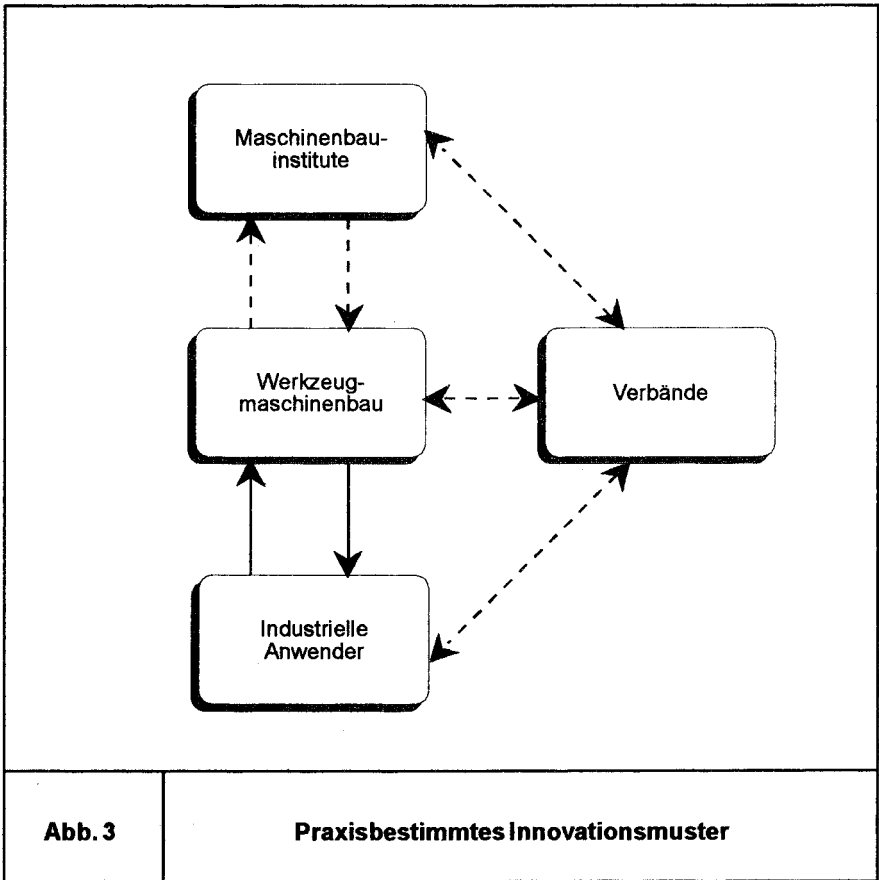 Maschinenbau-
institute
Werkzeug-
maschinenbau
Verbände
Industrielle
Anwender
Abb. 3
Praxisbestimmtes Innovationsmuster